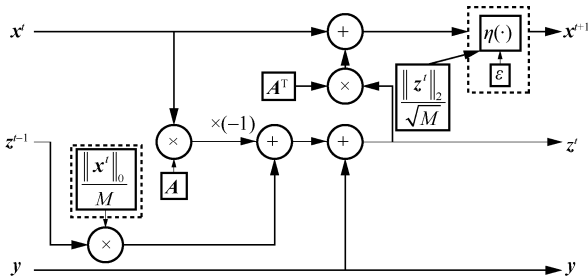 x^t + η(·) x^{t+1}
A^T × ‖z^t‖_2 / √M ε
z^{t-1} × ×(-1) + + z^t
‖x^t‖_0 / M A
×
y y